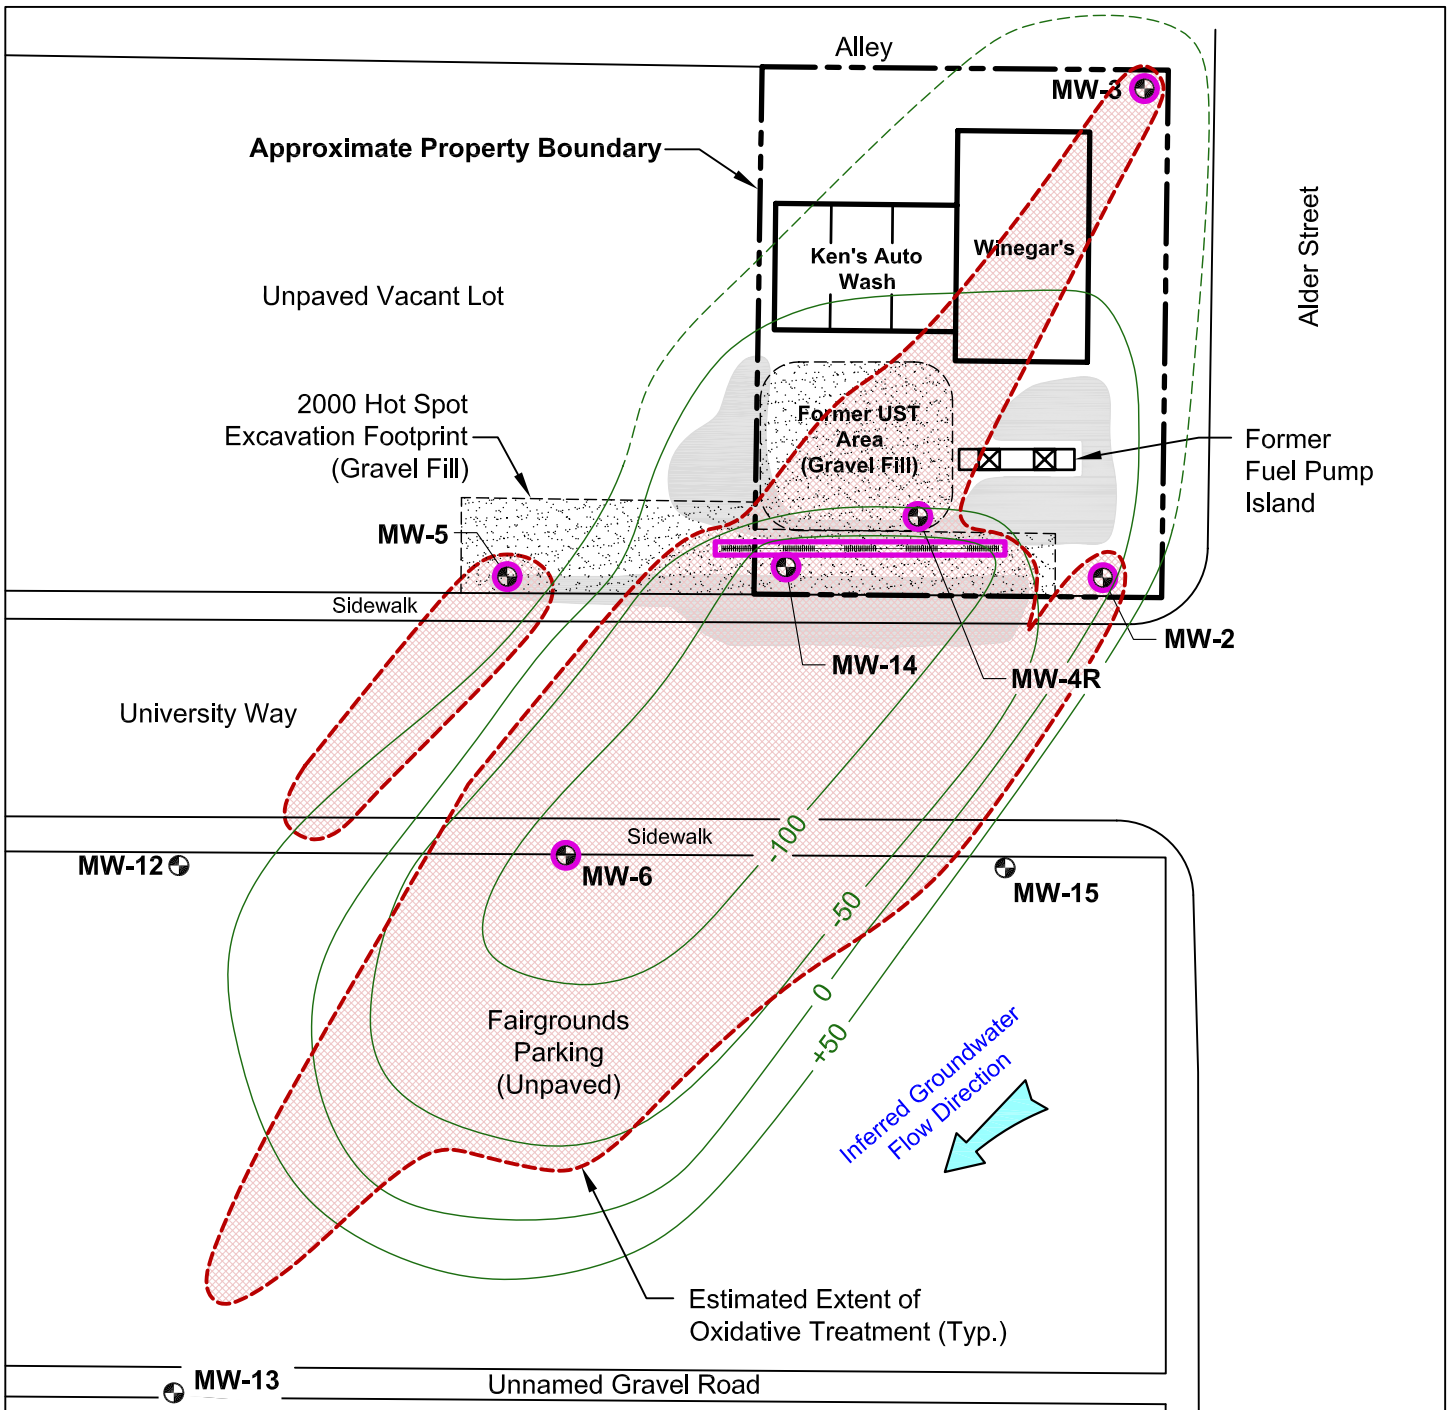 Alley
MW-3
Approximate Property Boundary
Alder Street
Ken's Auto
Wash
Winegar's
Unpaved Vacant Lot
2000 Hot Spot
Excavation Footprint
(Gravel Fill)
Former UST
Area
(Gravel Fill)
Former
Fuel Pump
Island
MW-5
Sidewalk
MW-14
MW-4R
MW-2
University Way
Sidewalk
-100
MW-12
MW-6
MW-15
-50
0
+50
Fairgrounds
Parking
(Unpaved)
Inferred Groundwater
Flow Direction
Estimated Extent of
Oxidative Treatment (Typ.)
MW-13
Unnamed Gravel Road